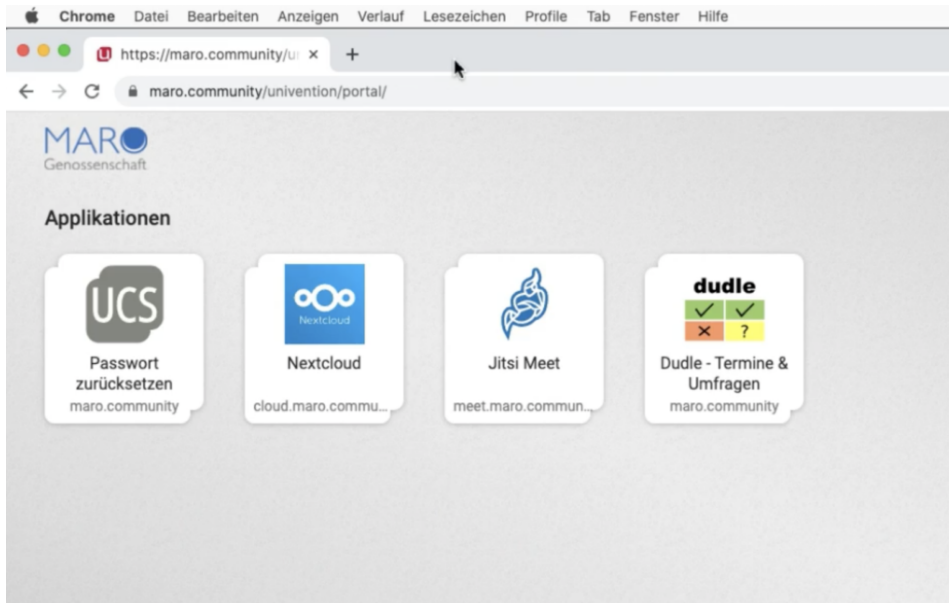 Chrome Datei Bearbeiten Anzeigen Verlauf Lesezeichen Profile Tab Fenster Hilfe
https://maro.community/u
maro.community/univention/portal/
MARO
Genossenschaft
Applikationen
UCS
Passwort
zurücksetzen
maro.community
Nextcloud
Nextcloud
cloud.maro.commu...
Jitsi Meet
meet.maro.commun...
dudle
?
Dudle - Termine &
Umfragen
maro.community